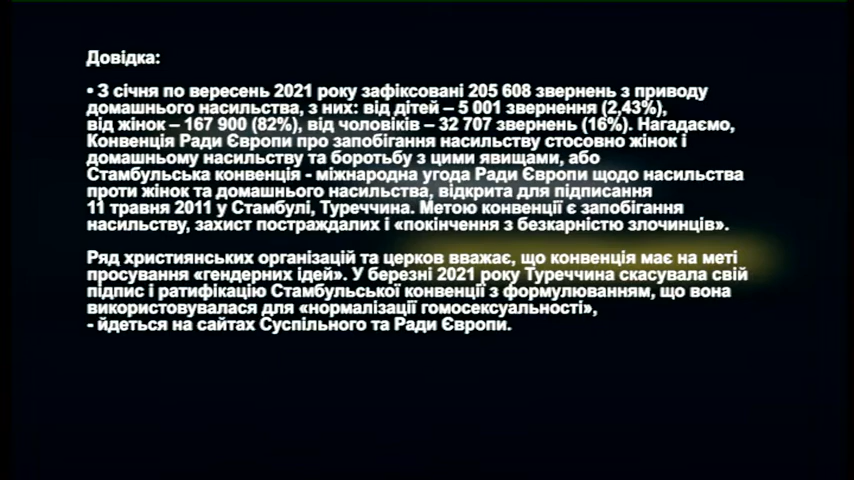 Довідка:
• З січня по вересень 2021 року зафіксовані 205 608 звернень з приводу
домашнього насильства, з них: від дітей – 5 001 звернення (2,43%),
від жінок – 167 900 (82%), від чоловіків – 32 707 звернень (16%). Нагадаємо,
Конвенція Ради Європи про запобігання насильству стосовно жінок і
домашньому насильству та боротьбу з цими явищами, або
Стамбульська конвенція - міжнародна угода Ради Європи щодо насильства
проти жінок та домашнього насильства, відкрита для підписання
11 травня 2011 у Стамбулі, Туреччина. Метою конвенції є запобігання
насильству, захист постраждалих і «покінчення з безкарністю злочинців».
Ряд християнських організацій та церков вважає, що конвенція має на меті
просування «гендерних ідей». У березні 2021 року Туреччина скасувала свій
підпис і ратифікацію Стамбульської конвенції з формулюванням, що вона
використовувалася для «нормалізації гомосексуальності»,
- йдеться на сайтах Суспільного та Ради Європи.